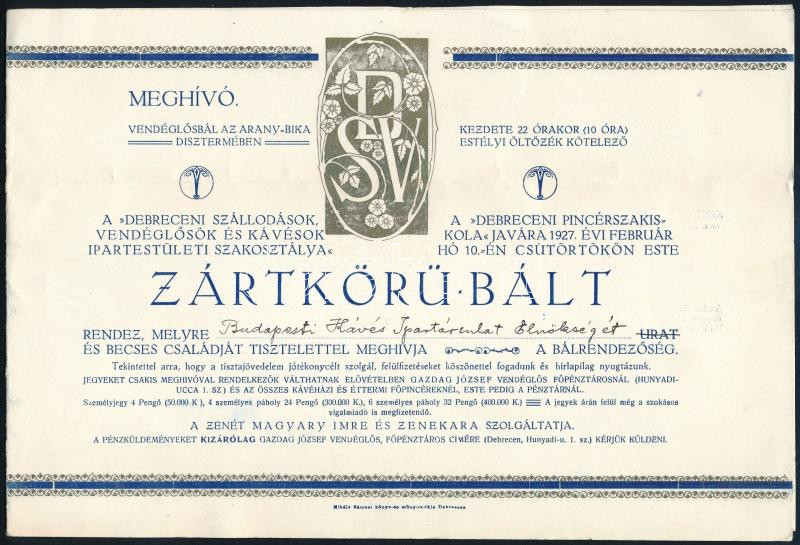 MEGHÍVÓ.
VENDÉGLŐSBÁL AZ ARANY-BIKA
DISZTERMÉBEN
DSV
KEZDETE 22 ÓRAKOR (10 ÓRA)
ESTÉLYI ÖLTÖZÉK KÖTELEZŐ
A »DEBRECENI SZÁLLODÁSOK,
VENDÉGLŐSÖK ÉS KÁVÉSOK
IPARTESTÜLETI SZAKOSZTÁLYA«
A »DEBRECENI PINCÉRSZAKIS-
KOLA« JAVÁRA 1927. ÉVI FEBRUÁR
HÓ 10.-ÉN CSÜTÖRTÖKÖN ESTE
ZÁRTKÖRÜ·BÁLT
RENDEZ, MELYRE Budapesti Kávés Ipartársulat Elnökségét URAT
ÉS BECSES CSALÁDJÁT TISZTELETTEL MEGHÍVJA A BÁLRENDEZŐSÉG.
Tekintettel arra, hogy a tisztajövedelem jótékonycélt szolgál, felülfizetéseket köszönettel fogadunk és hirlapilag nyugtázunk.
JEGYEKET CSAKIS MEGHIVÓVAL RENDELKEZŐK VÁLTHATNAK ELŐVÉTELBEN GAZDAG JÓZSEF VENDÉGLŐS FŐPÉNZTÁROSNÁL (HUNYADI-
UCCA 1. SZ) ÉS AZ ÖSSZES KÁVÉHÁZI ÉS ÉTTERMI FŐPINCÉREKNÉL, ESTE PEDIG A PÉNZTÁRNÁL.
Személyjegy 4 Pengő (50.000 K), 4 személyes páholy 24 Pengő (300.000 K.), 6 személyes páholy 32 Pengő (400.000 K.) A jegyek árán felül még a szokásos
vigalmiadó is megfizetendő.
A ZENÉT MAGYARY IMRE ÉS ZENEKARA SZOLGÁLTATJA.
A PÉNZKÜLDEMÉNYEKET KIZÁRÓLAG GAZDAG JÓZSEF VENDÉGLŐS, FŐPÉNZTÁROS CIMÉRE (Debrecen, Hunyadi-u. 1. sz.) KÉRJÜK KÜLDENI.
könyv-és műnyomdája Debrecen